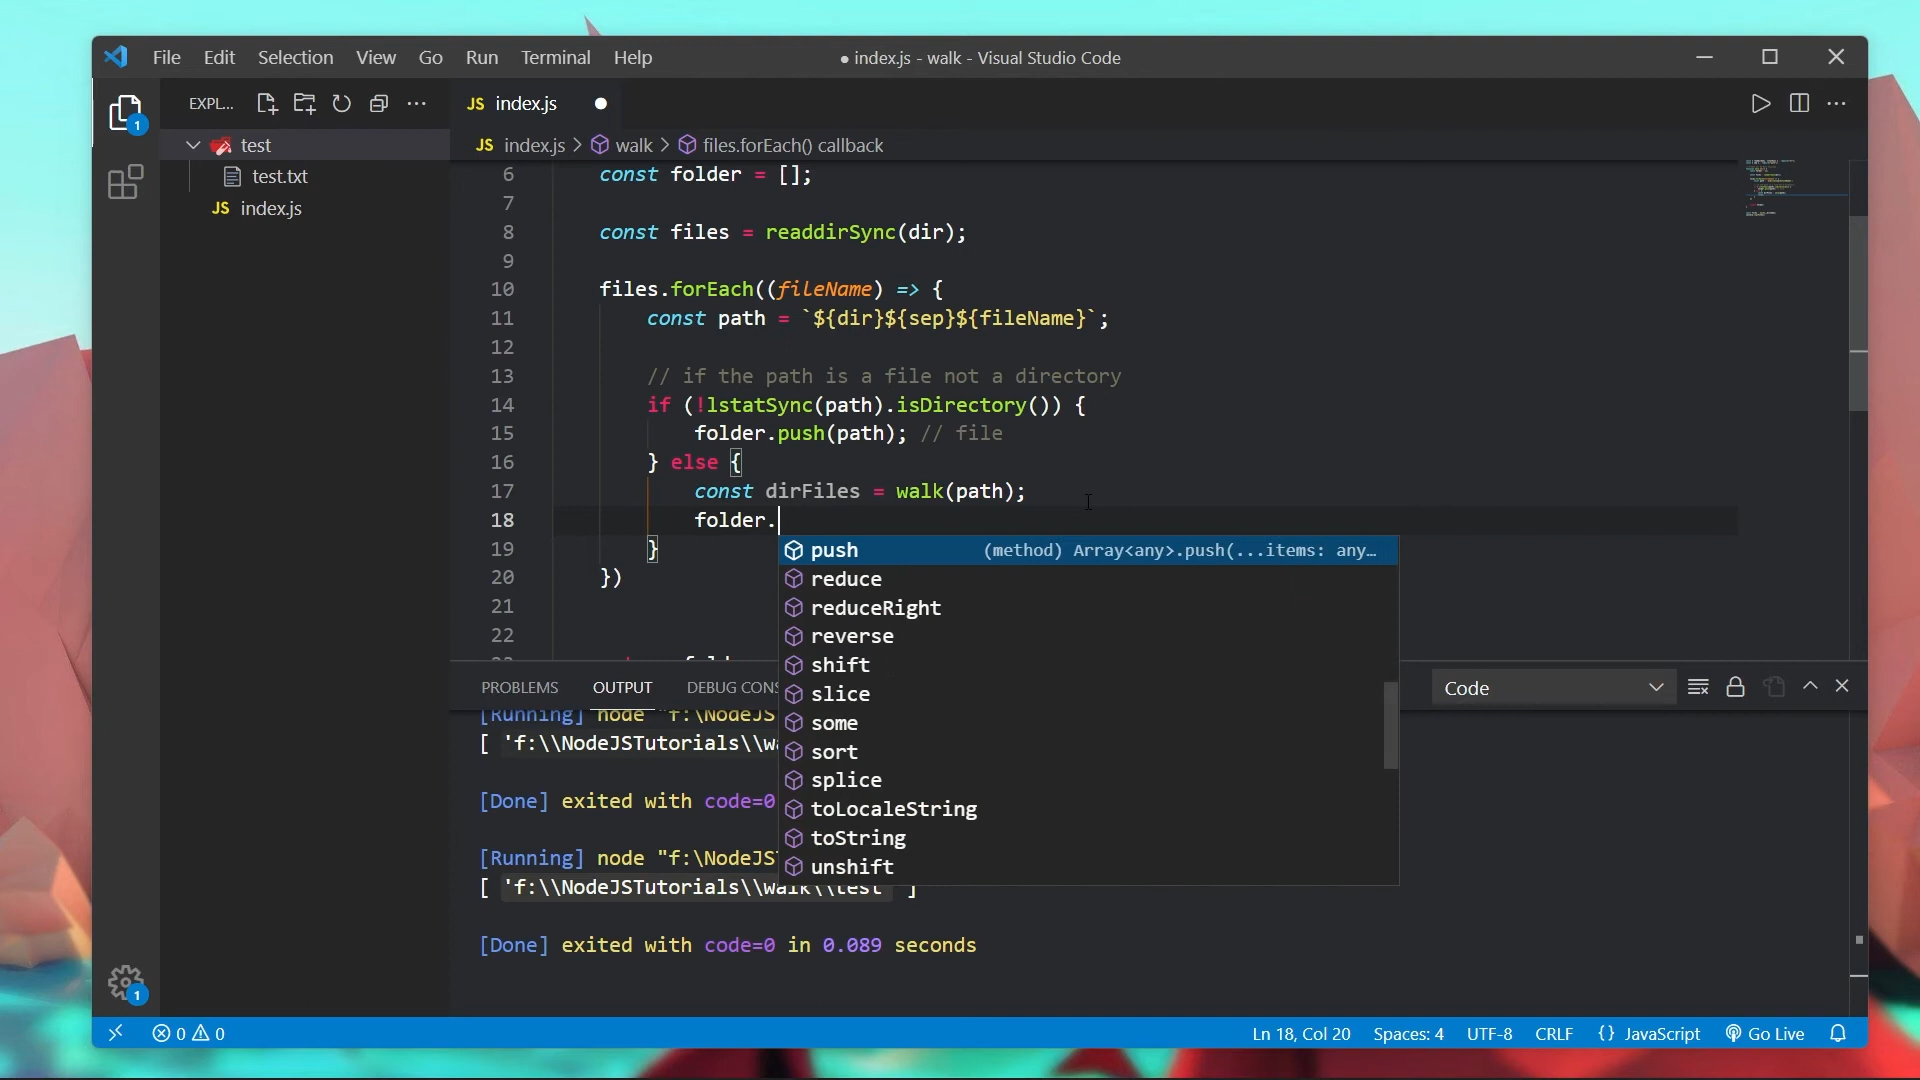 File Edit Selection View Go Run Terminal Help
● index.js - walk - Visual Studio Code
EXPL...
JS index.js
1
test
test.txt
JS index.js
JS index.js > walk > files.forEach() callback
6 const folder = [];
7
8 const files = readdirSync(dir);
9
10 files.forEach((fileName) => {
11 const path = `${dir}${sep}${fileName}`;
12
13 // if the path is a file not a directory
14 if (!lstatSync(path).isDirectory()) {
15 folder.push(path); // file
16 } else {
17 const dirFiles = walk(path);
18 folder.
19 }
20 })
21
22
push (method) Array<any>.push(...items: any…
reduce
reduceRight
reverse
shift
slice
some
sort
splice
toLocaleString
toString
unshift
PROBLEMS OUTPUT DEBUG CONS
Code
[Running] node "f:\NodeJS
[ 'f:\\NodeJSTutorials\\wa
[Done] exited with code=0
[Running] node "f:\NodeJS
[ 'f:\\NodeJSTutorials\\walk\\test' ]
[Done] exited with code=0 in 0.089 seconds
1
0 0
Ln 18, Col 20 Spaces: 4 UTF-8 CRLF {} JavaScript Go Live